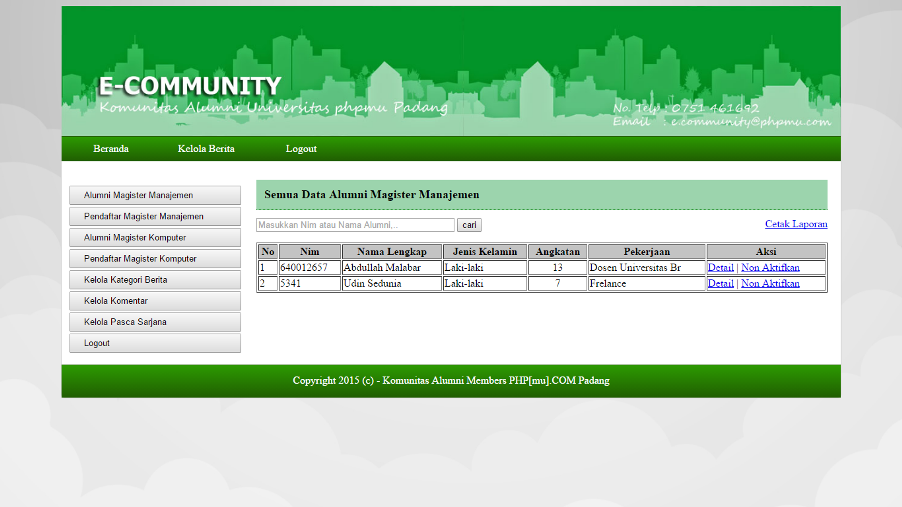 E-COMMUNITY
Komunitas Alumni Universitas phpmu Padang
No. Telp : 0751 461692
Email : e.community@phpmu.com
Beranda Kelola Berita Logout
Alumni Magister Manajemen
Pendaftar Magister Manajemen
Alumni Magister Komputer
Pendaftar Magister Komputer
Kelola Kategori Berita
Kelola Komentar
Kelola Pasca Sarjana
Logout
Semua Data Alumni Magister Manajemen
Masukkan Nim atau Nama Alumni,.. cari Cetak Laporan
No Nim Nama Lengkap Jenis Kelamin Angkatan Pekerjaan Aksi
1 640012657 Abdullah Malabar Laki-laki 13 Dosen Universitas Br Detail | Non Aktifkan
2 5341 Udin Sedunia Laki-laki 7 Frelance Detail | Non Aktifkan
Copyright 2015 (c) - Komunitas Alumni Members PHP[mu].COM Padang